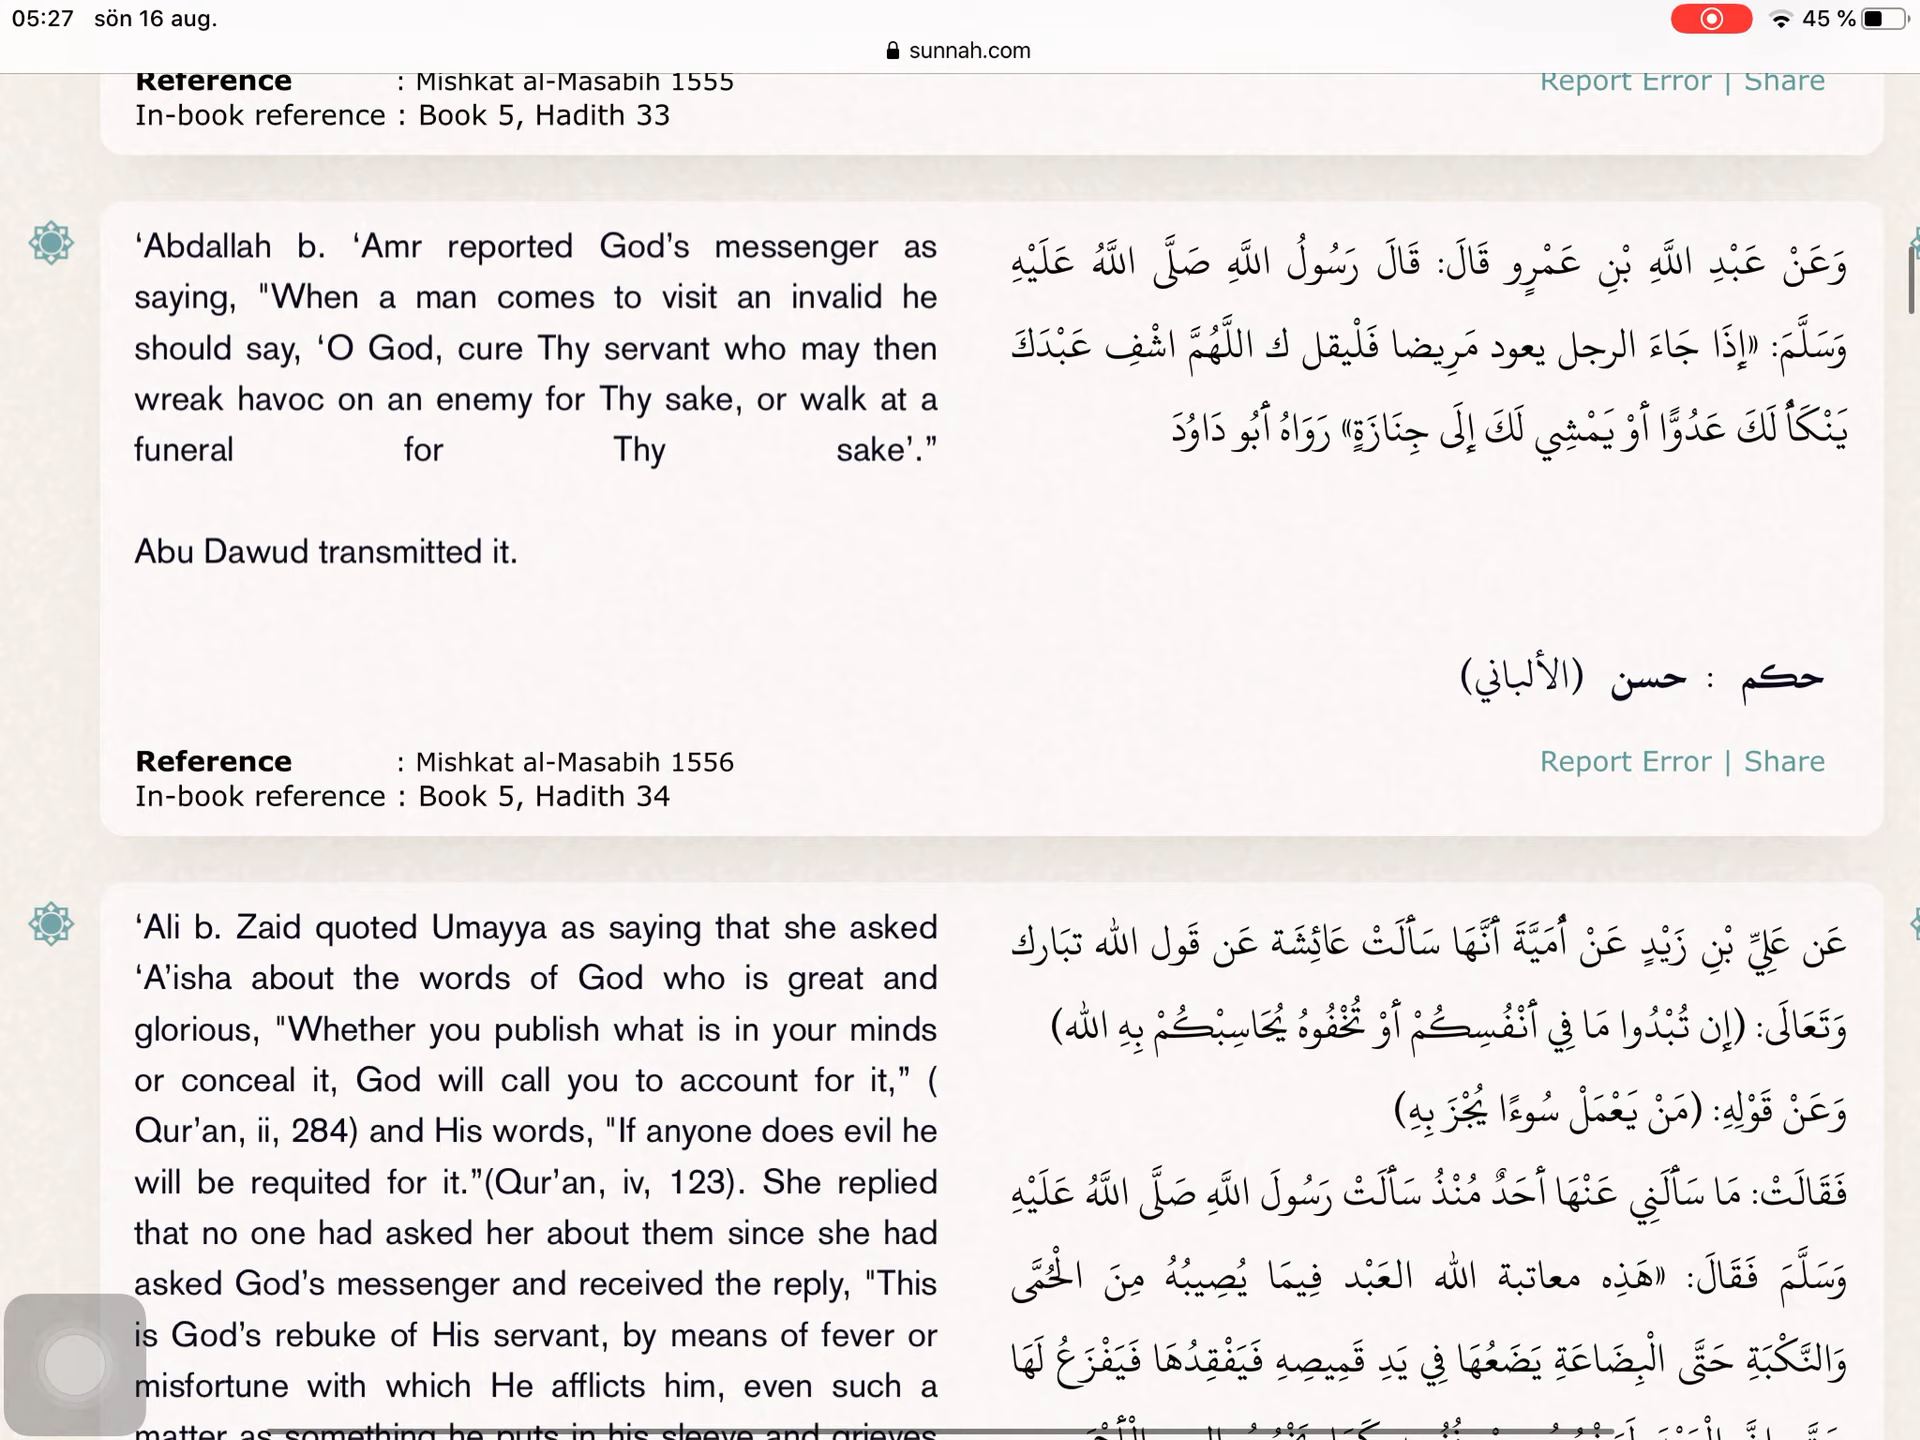 05:27 sön 16 aug.
45 %
sunnah.com
Reference : Mishkat al-Masabih 1555
Report Error | Share
In-book reference : Book 5, Hadith 33
‘Abdallah b. ‘Amr reported God’s messenger as
saying, "When a man comes to visit an invalid he
should say, ‘O God, cure Thy servant who may then
wreak havoc on an enemy for Thy sake, or walk at a
funeral for Thy sake’.”
Abu Dawud transmitted it.
وَعَنْ عَبْدِ اللَّهِ بْنِ عَمْرٍو قَالَ: قَالَ رَسُولُ اللَّهِ صَلَّى اللَّهُ عَلَيْهِ
وَسَلَّمَ: «إِذَا جَاءَ الرجل يعود مَرِيضا فَلْيقل ك اللَّهُمَّ اشْفِ عَبْدَكَ
يَنْكَأُ لَكَ عَدُوًّا أَوْ يَمْشِي لَكَ إِلَى جِنَازَةٍ» رَوَاهُ أَبُو دَاوُدَ
حكم : حسن (الألباني)
Reference : Mishkat al-Masabih 1556
Report Error | Share
In-book reference : Book 5, Hadith 34
‘Ali b. Zaid quoted Umayya as saying that she asked
‘A’isha about the words of God who is great and
glorious, "Whether you publish what is in your minds
or conceal it, God will call you to account for it,” (
Qur’an, ii, 284) and His words, "If anyone does evil he
will be requited for it.”(Qur’an, iv, 123). She replied
that no one had asked her about them since she had
asked God’s messenger and received the reply, "This
is God’s rebuke of His servant, by means of fever or
misfortune with which He afflicts him, even such a
matter as something he puts in his sleeve and grieves
عَن عَلِيِّ بْنِ زَيْدٍ عَنْ أُمَيَّةَ أَنَّهَا سَأَلَتْ عَائِشَة عَن قَول الله تبَارك
وَتَعَالَى: (إِن تُبْدُوا مَا فِي أَنْفُسِكُمْ أَوْ تُخْفُوهُ يُحَاسِبْكُمْ بِهِ الله)
وَعَنْ قَوْلِهِ: (مَنْ يَعْمَلْ سُوءًا يُجْزَ بِهِ)
فَقَالَتْ: مَا سَأَلَنِي عَنْهَا أَحَدٌ مُنْذُ سَأَلَتْ رَسُولَ اللَّهِ صَلَّى اللَّهُ عَلَيْهِ
وَسَلَّمَ فَقَالَ: «هَذِه معاتبة الله العَبْد فِيمَا يُصِيبُهُ مِنَ الْحُمَّى
وَالنَّكْبَةِ حَتَّى الْبِضَاعَةِ يَضَعُهَا فِي يَدِ قَمِيصِهِ فَيَفْقِدُهَا فَيَفْزَعُ لَهَا